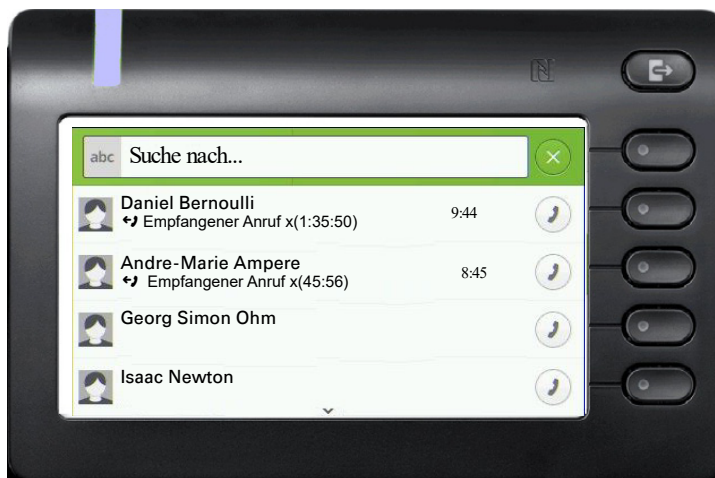 abc Suche nach...
Daniel Bernoulli
Empfangener Anruf x(1:35:50) 9:44
Andre-Marie Ampere
Empfangener Anruf x(45:56) 8:45
Georg Simon Ohm
Isaac Newton